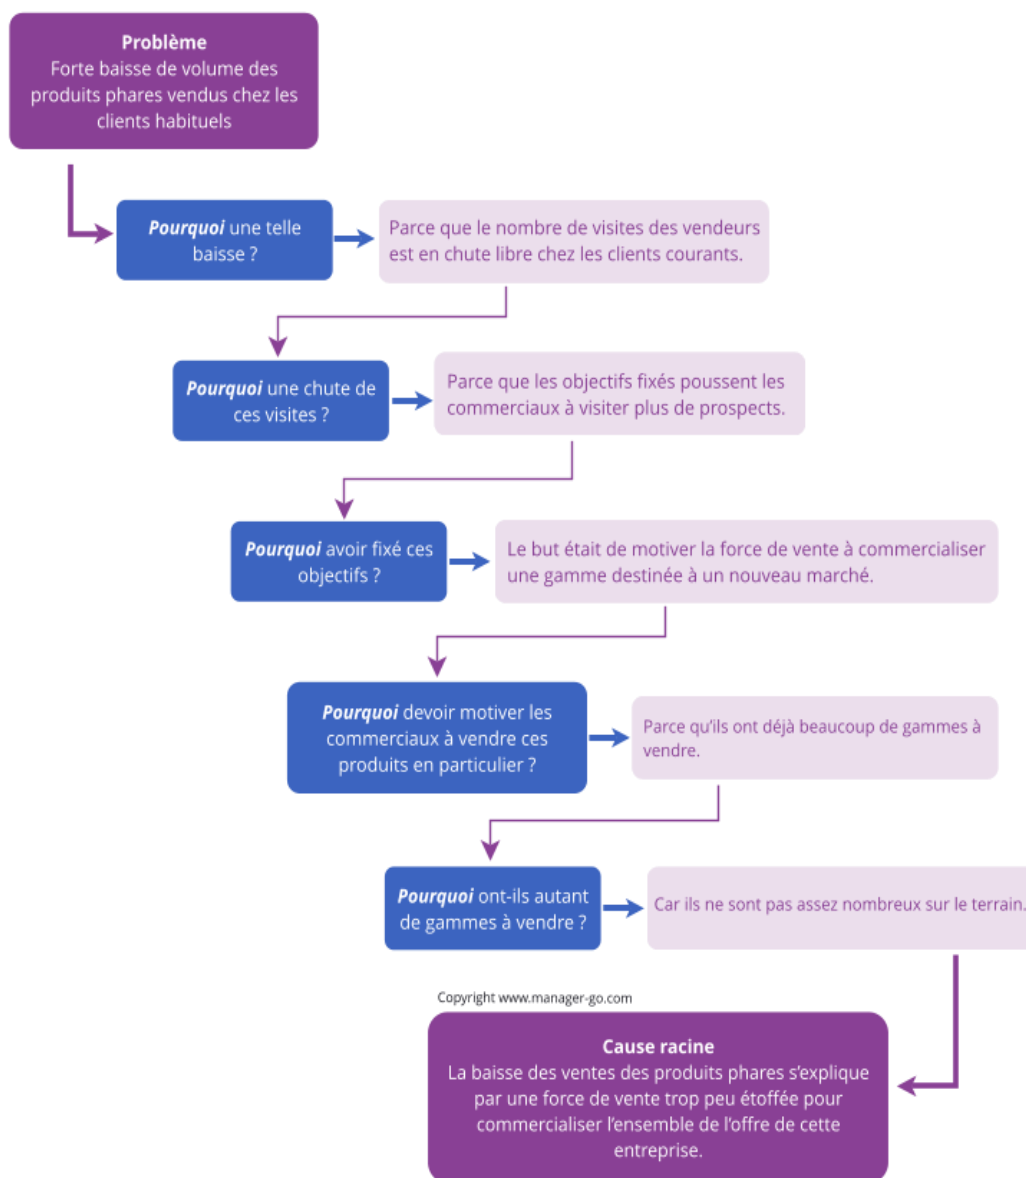 Problème
Forte baisse de volume des
produits phares vendus chez les
clients habituels
Pourquoi une telle
baisse ?
Parce que le nombre de visites des vendeurs
est en chute libre chez les clients courants.
Pourquoi une chute de
ces visites ?
Parce que les objectifs fixés poussent les
commerciaux à visiter plus de prospects.
Pourquoi avoir fixé ces
objectifs ?
Le but était de motiver la force de vente à commercialiser
une gamme destinée à un nouveau marché.
Pourquoi devoir motiver les
commerciaux à vendre ces
produits en particulier ?
Parce qu'ils ont déjà beaucoup de gammes à
vendre.
Pourquoi ont-ils autant
de gammes à vendre ?
Car ils ne sont pas assez nombreux sur le terrain.
Copyright www.manager-go.com
Cause racine
La baisse des ventes des produits phares s'explique
par une force de vente trop peu étoffée pour
commercialiser l'ensemble de l'offre de cette
entreprise.